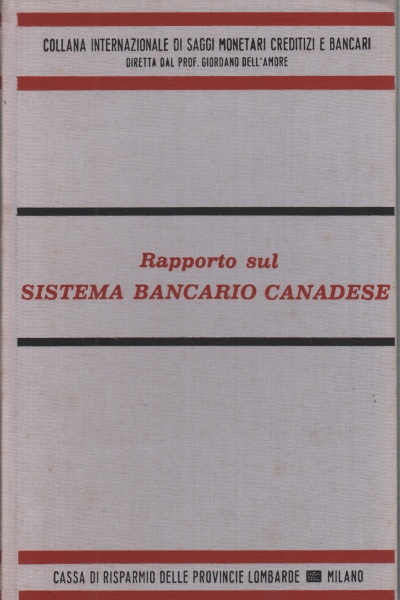 COLLANA INTERNAZIONALE DI SAGGI MONETARI CREDITIZI E BANCARI
DIRETTA DAL PROF. GIORDANO DELL'AMORE
Rapporto sul
SISTEMA BANCARIO CANADESE
CASSA DI RISPARMIO DELLE PROVINCIE LOMBARDE MILANO